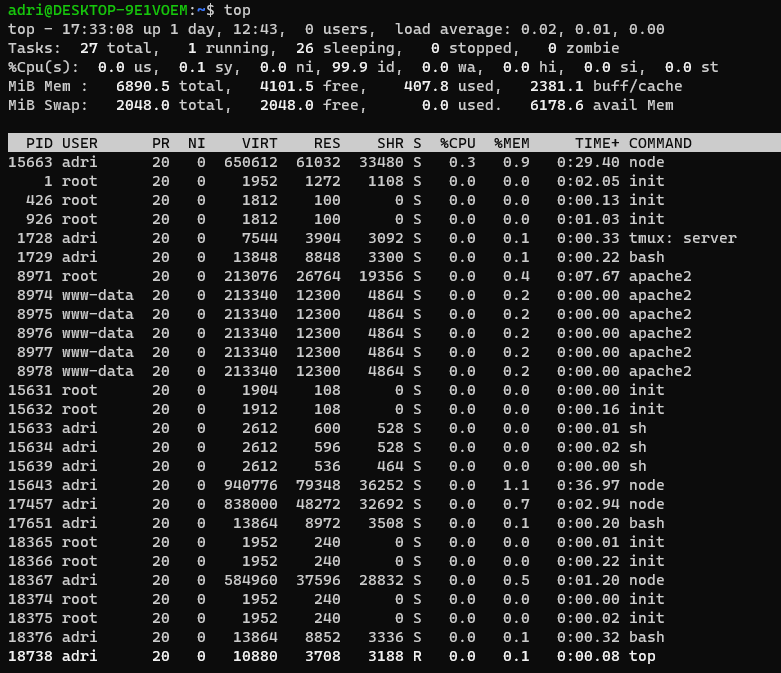 adri@DESKTOP-9E1VOEM:~$ top
top - 17:33:08 up 1 day, 12:43,  0 users,  load average: 0.02, 0.01, 0.00
Tasks:  27 total,   1 running,  26 sleeping,   0 stopped,   0 zombie
%Cpu(s):  0.0 us,  0.1 sy,  0.0 ni, 99.9 id,  0.0 wa,  0.0 hi,  0.0 si,  0.0 st
MiB Mem :   6890.5 total,   4101.5 free,    407.8 used,   2381.1 buff/cache
MiB Swap:   2048.0 total,   2048.0 free,      0.0 used.   6178.6 avail Mem
  PID USER      PR  NI    VIRT    RES    SHR S  %CPU  %MEM     TIME+ COMMAND
15663 adri      20   0  650612  61032  33480 S   0.3   0.9   0:29.40 node
    1 root      20   0    1952   1272   1108 S   0.0   0.0   0:02.05 init
  426 root      20   0    1812    100      0 S   0.0   0.0   0:00.13 init
  926 root      20   0    1812    100      0 S   0.0   0.0   0:01.03 init
 1728 adri      20   0    7544   3904   3092 S   0.0   0.1   0:00.33 tmux: server
 1729 adri      20   0   13848   8848   3300 S   0.0   0.1   0:00.22 bash
 8971 root      20   0  213076  26764  19356 S   0.0   0.4   0:07.67 apache2
 8974 www-data  20   0  213340  12300   4864 S   0.0   0.2   0:00.00 apache2
 8975 www-data  20   0  213340  12300   4864 S   0.0   0.2   0:00.00 apache2
 8976 www-data  20   0  213340  12300   4864 S   0.0   0.2   0:00.00 apache2
 8977 www-data  20   0  213340  12300   4864 S   0.0   0.2   0:00.00 apache2
 8978 www-data  20   0  213340  12300   4864 S   0.0   0.2   0:00.00 apache2
15631 root      20   0    1904    108      0 S   0.0   0.0   0:00.00 init
15632 root      20   0    1912    108      0 S   0.0   0.0   0:00.16 init
15633 adri      20   0    2612    600    528 S   0.0   0.0   0:00.01 sh
15634 adri      20   0    2612    596    528 S   0.0   0.0   0:00.02 sh
15639 adri      20   0    2612    536    464 S   0.0   0.0   0:00.00 sh
15643 adri      20   0  940776  79348  36252 S   0.0   1.1   0:36.97 node
17457 adri      20   0  838000  48272  32692 S   0.0   0.7   0:02.94 node
17651 adri      20   0   13864   8972   3508 S   0.0   0.1   0:00.20 bash
18365 root      20   0    1952    240      0 S   0.0   0.0   0:00.01 init
18366 root      20   0    1952    240      0 S   0.0   0.0   0:00.22 init
18367 adri      20   0  584960  37596  28832 S   0.0   0.5   0:01.20 node
18374 root      20   0    1952    240      0 S   0.0   0.0   0:00.00 init
18375 root      20   0    1952    240      0 S   0.0   0.0   0:00.02 init
18376 adri      20   0   13864   8852   3336 S   0.0   0.1   0:00.32 bash
18738 adri      20   0   10880   3708   3188 R   0.0   0.1   0:00.08 top